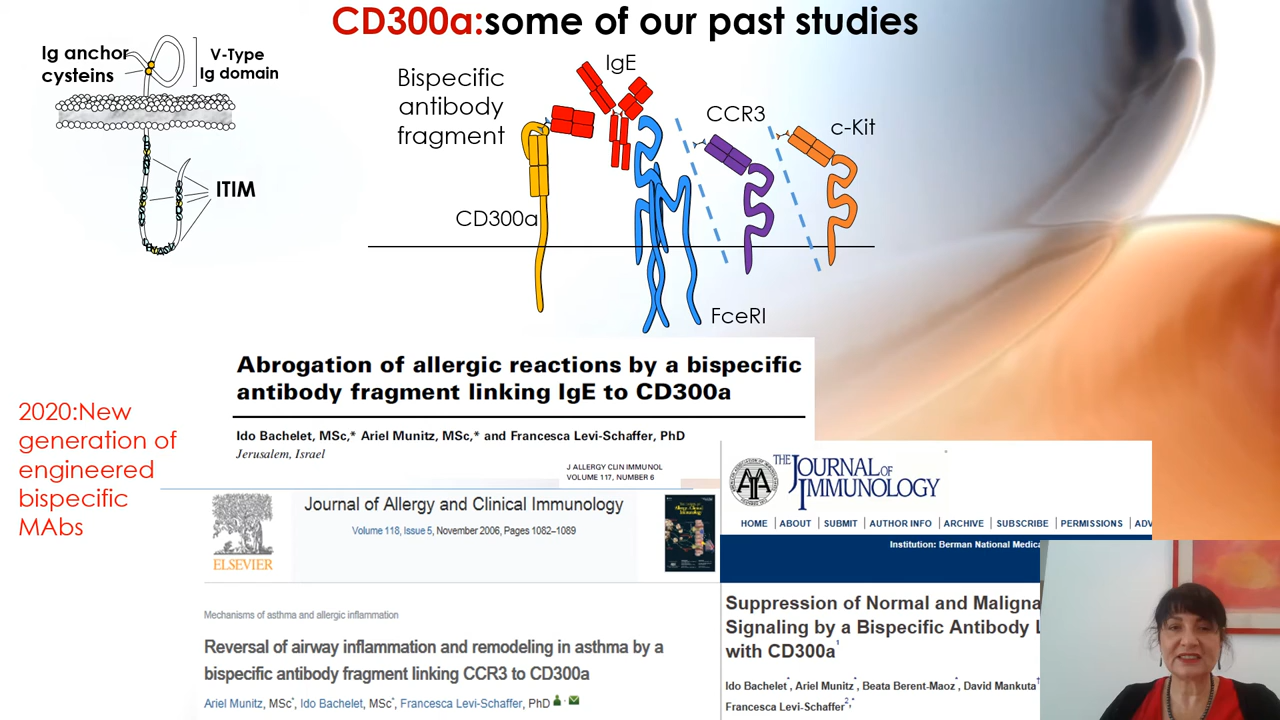 CD300a:some of our past studies
Ig anchor
cysteins
V-Type
Ig domain
ITIM
Bispecific
antibody
fragment
IgE
CCR3
c-Kit
CD300a
FceRI
Abrogation of allergic reactions by a bispecific
antibody fragment linking IgE to CD300a
Ido Bachelet, MSc,* Ariel Munitz, MSc,* and Francesca Levi-Schaffer, PhD
Jerusalem, Israel
J ALLERGY CLIN IMMUNOL
VOLUME 117, NUMBER 6
2020:New
generation of
engineered
bispecific
MAbs
ELSEVIER
Journal of Allergy and Clinical Immunology
Volume 118, Issue 5, November 2006, Pages 1082–1089
Mechanisms of asthma and allergic inflammation
Reversal of airway inflammation and remodeling in asthma by a
bispecific antibody fragment linking CCR3 to CD300a
Ariel Munitz, MSc*, Ido Bachelet, MSc*, Francesca Levi-Schaffer, PhD
THE JOURNAL OF
IMMUNOLOGY
HOME | ABOUT | SUBMIT | AUTHOR INFO | ARCHIVE | SUBSCRIBE | PERMISSIONS | ADV
Institution: Berman National Medica
Suppression of Normal and Maligna
Signaling by a Bispecific Antibody L
with CD300a1
Ido Bachelet*, Ariel Munitz*, Beata Berent-Maoz*, David Mankuta†
Francesca Levi-Schaffer2,*